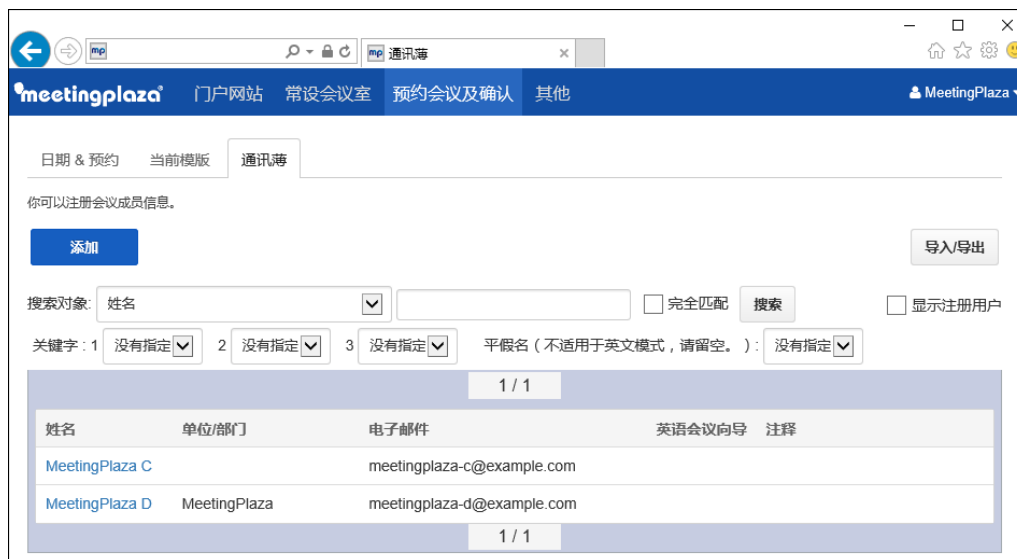 mp
mp 通讯薄
meetingplaza 门户网站 常设会议室 预约会议及确认 其他 MeetingPlaza
日期 & 预约 当前模版 通讯薄
你可以注册会议成员信息。
添加 导入/导出
搜索对象: 姓名 完全匹配 搜索 显示注册用户
关键字 : 1 没有指定 2 没有指定 3 没有指定 平假名 ( 不适用于英文模式 , 请留空。 ) : 没有指定
1 / 1
姓名 单位/部门 电子邮件 英语会议向导 注释
MeetingPlaza C meetingplaza-c@example.com
MeetingPlaza D MeetingPlaza meetingplaza-d@example.com
1 / 1